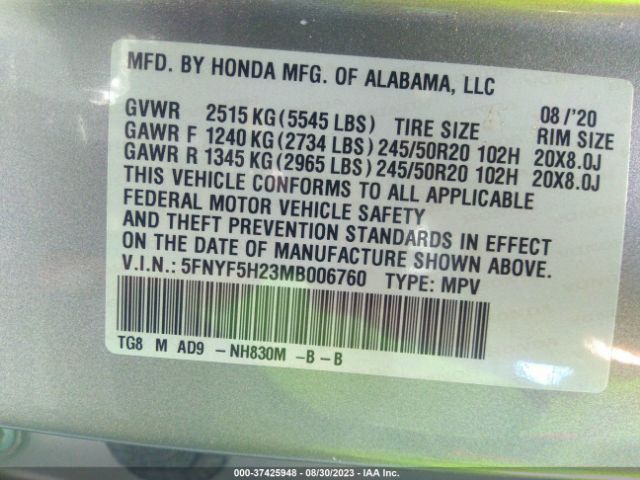 MFD. BY HONDA MFG. OF ALABAMA, LLC
08/'20
GVWR 2515 KG(5545 LBS) TIRE SIZE RIM SIZE
GAWR F 1240 KG(2734 LBS)245/50R20 102H 20X8.0J
GAWR R 1345 KG(2965 LBS)245/50R20 102H 20X8.0J
THIS VEHICLE CONFORMS TO ALL APPLICABLE
FEDERAL MOTOR VEHICLE SAFETY
AND THEFT PREVENTION STANDARDS IN EFFECT
ON THE DATE OF MANUFACTURE SHOWN ABOVE.
V.I.N.: 5FNYF5H23MB006760 TYPE: MPV
TG8 M AD9 -NH830M -B-B
000-37425948 - 08/30/2023 - IAA Inc.